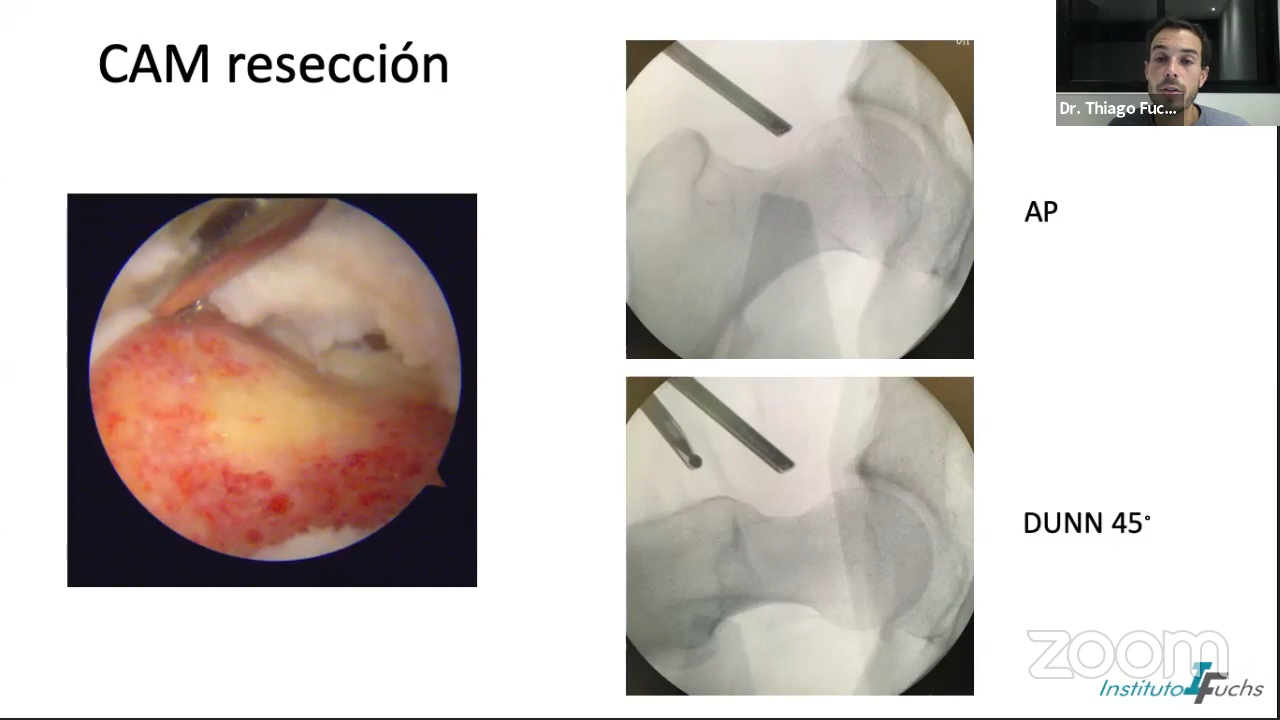 CAM resección
Dr. Thiago Fuc...
AP
DUNN 45°
zoom
Instituto Fuchs